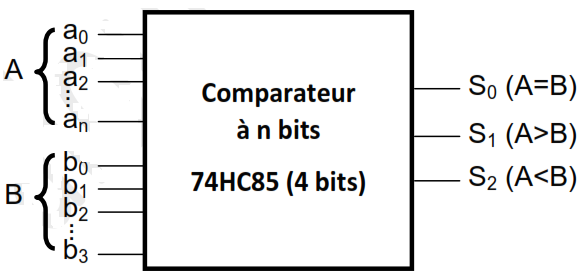 A
a₀
a₁
a₂
⋮
aₙ
B
b₀
b₁
b₂
⋮
b₃
Comparateur
à n bits
74HC85 (4 bits)
S₀ (A=B)
S₁ (A>B)
S₂ (A<B)